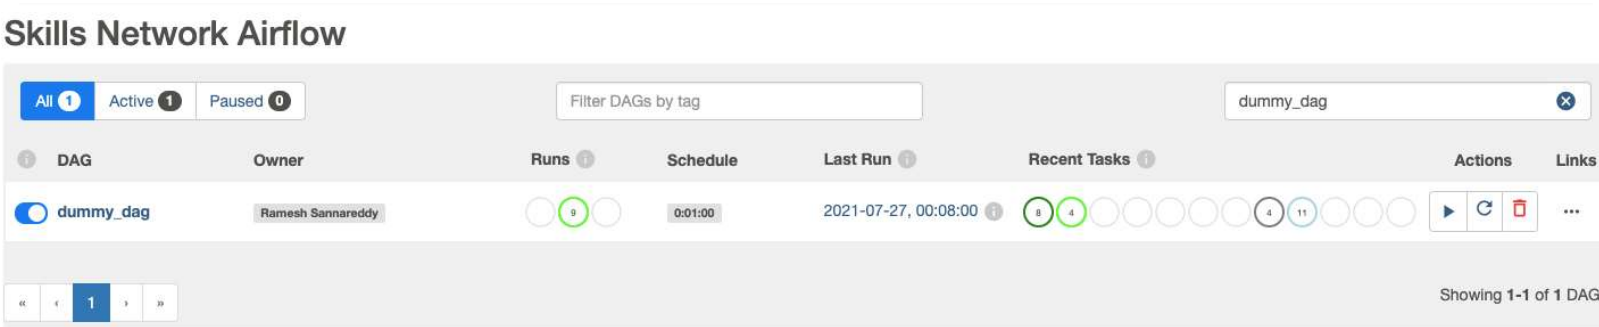 Skills Network Airflow
All 1 Active 1 Paused 0 Filter DAGs by tag dummy_dag
DAG Owner Runs Schedule Last Run Recent Tasks Actions Links
dummy_dag Ramesh Sannareddy 9 0:01:00 2021-07-27, 00:08:00 8 4 4 11 ...
« ‹ 1 › » Showing 1-1 of 1 DAG